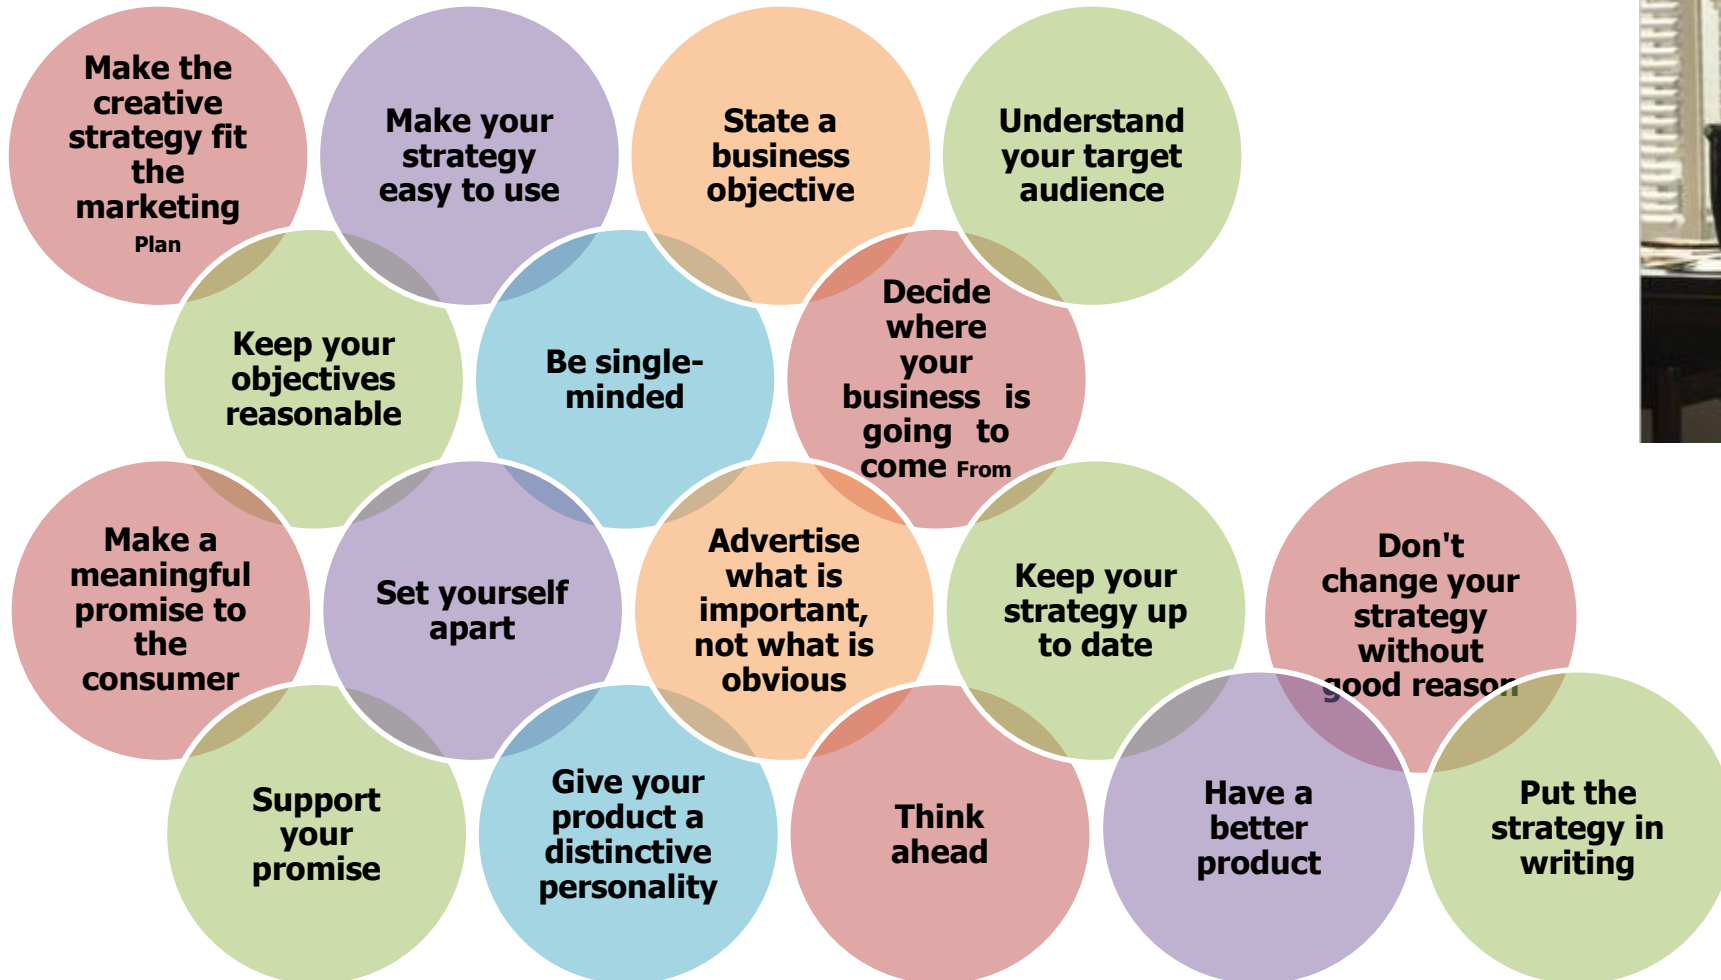 Make the
creative
strategy fit
the
marketing
Plan
Make your
strategy
easy to use
State a
business
objective
Understand
your target
audience
Keep your
objectives
reasonable
Be single-
minded
Decide
where
your
business is
going to
come From
Make a
meaningful
promise to
the
consumer
Set yourself
apart
Advertise
what is
important,
not what is
obvious
Keep your
strategy up
to date
Don't
change your
strategy
without
good reason
Support
your
promise
Give your
product a
distinctive
personality
Think
ahead
Have a
better
product
Put the
strategy in
writing